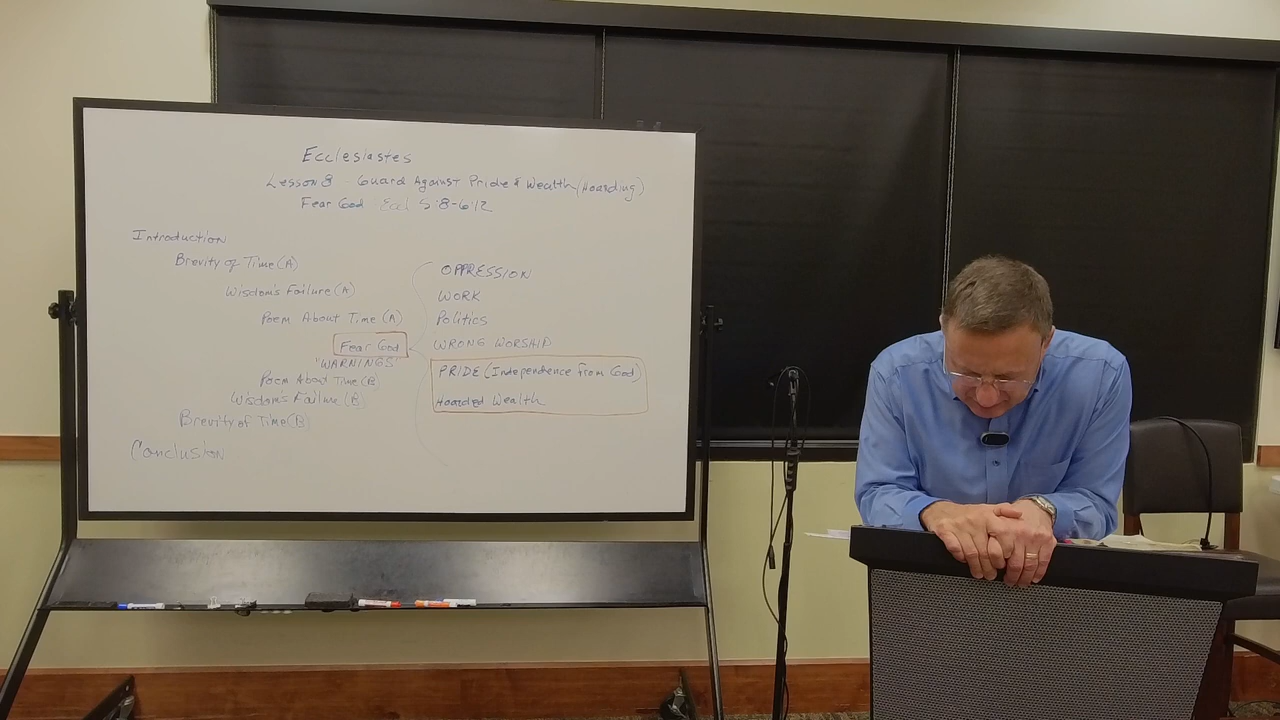 Ecclesiastes
Lesson 8 Guard Against Pride & Wealth (Hoarding)
Fear God Eccl 5:8-6:12
Introduction
Brevity of Time (A)
Wisdom's Failure (A)
Poem About Time (A)
Fear God
"WARNINGS"
Poem About Time (B)
Wisdom's Failure (B)
Brevity of Time (B)
Conclusion
OPPRESSION
WORK
Politics
WRONG WORSHIP
PRIDE (Independence From God)
Hoarded Wealth